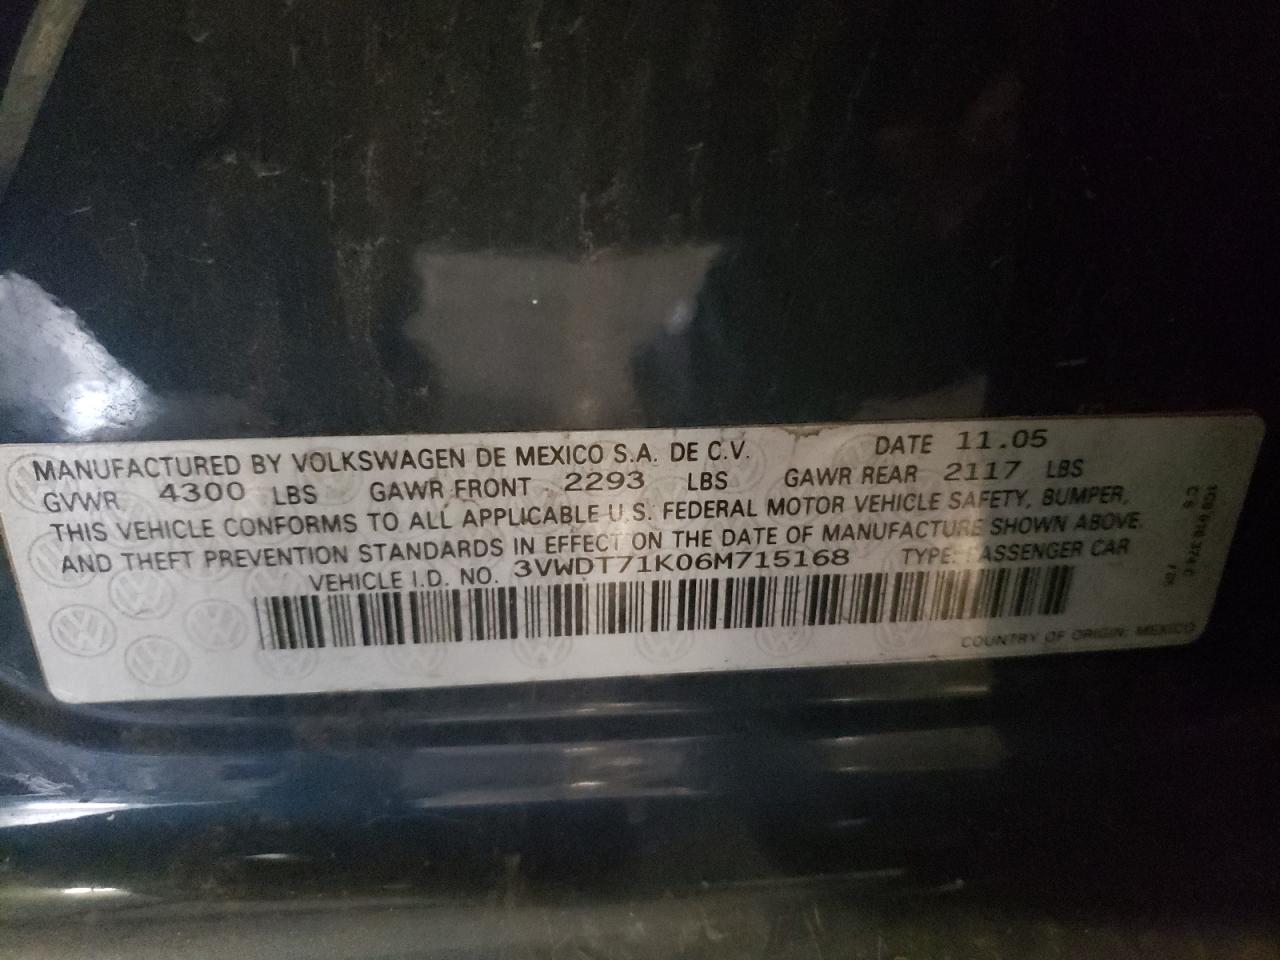 MANUFACTURED BY VOLKSWAGEN DE MEXICO S.A. DE C.V. DATE 11.05
GVWR 4300 LBS GAWR FRONT 2293 LBS GAWR REAR 2117 LBS
THIS VEHICLE CONFORMS TO ALL APPLICABLE U.S. FEDERAL MOTOR VEHICLE SAFETY, BUMPER,
AND THEFT PREVENTION STANDARDS IN EFFECT ON THE DATE OF MANUFACTURE SHOWN ABOVE.
VEHICLE I.D. NO. 3VWDT71K06M715168 TYPE: PASSENGER CAR
COUNTRY OF ORIGIN: MEXICO